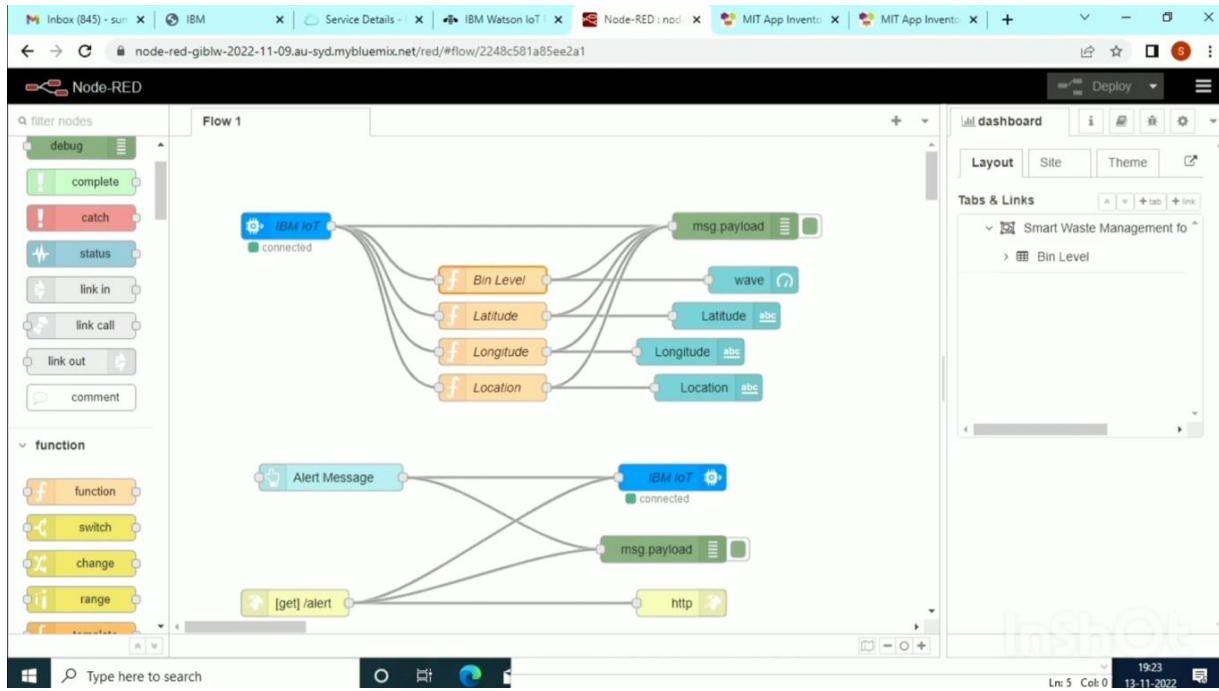 Inbox (845) - sun
IBM
Service Details - I
IBM Watson IoT P
Node-RED : node
MIT App Invento
MIT App Invento
node-red-giblw-2022-11-09.au-syd.mybluemix.net/red/#flow/2248c581a85ee2a1
S
Node-RED
Deploy
filter nodes
Flow 1
dashboard
debug
complete
catch
status
link in
link call
link out
comment
function
function
switch
change
range
template
IBM IoT
connected
msg.payload
Bin Level
wave
Latitude
Latitude
abc
Longitude
Longitude
abc
Location
Location
abc
Alert Message
IBM IoT
connected
msg.payload
[get] /alert
http
Layout
Site
Theme
Tabs & Links
tab
link
Smart Waste Management fo
Bin Level
InShOt
Type here to search
Ln: 5 Col: 0
19:23
13-11-2022